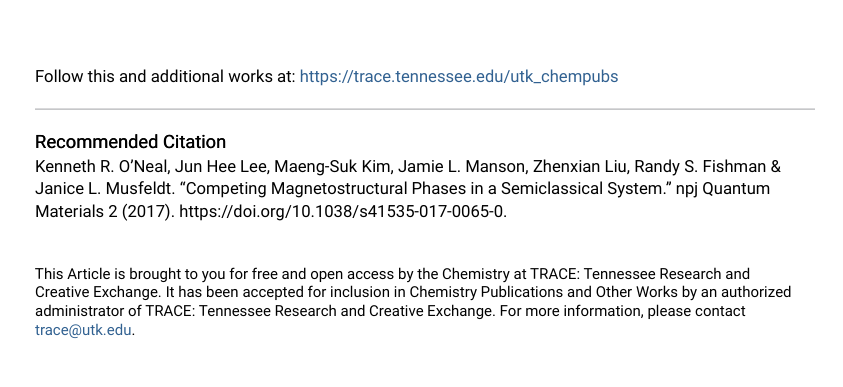 Follow this and additional works at: https://trace.tennessee.edu/utk_chempubs
Recommended Citation
Kenneth R. O’Neal, Jun Hee Lee, Maeng-Suk Kim, Jamie L. Manson, Zhenxian Liu, Randy S. Fishman &
Janice L. Musfeldt. “Competing Magnetostructural Phases in a Semiclassical System.” npj Quantum
Materials 2 (2017). https://doi.org/10.1038/s41535-017-0065-0.
This Article is brought to you for free and open access by the Chemistry at TRACE: Tennessee Research and
Creative Exchange. It has been accepted for inclusion in Chemistry Publications and Other Works by an authorized
administrator of TRACE: Tennessee Research and Creative Exchange. For more information, please contact
trace@utk.edu.